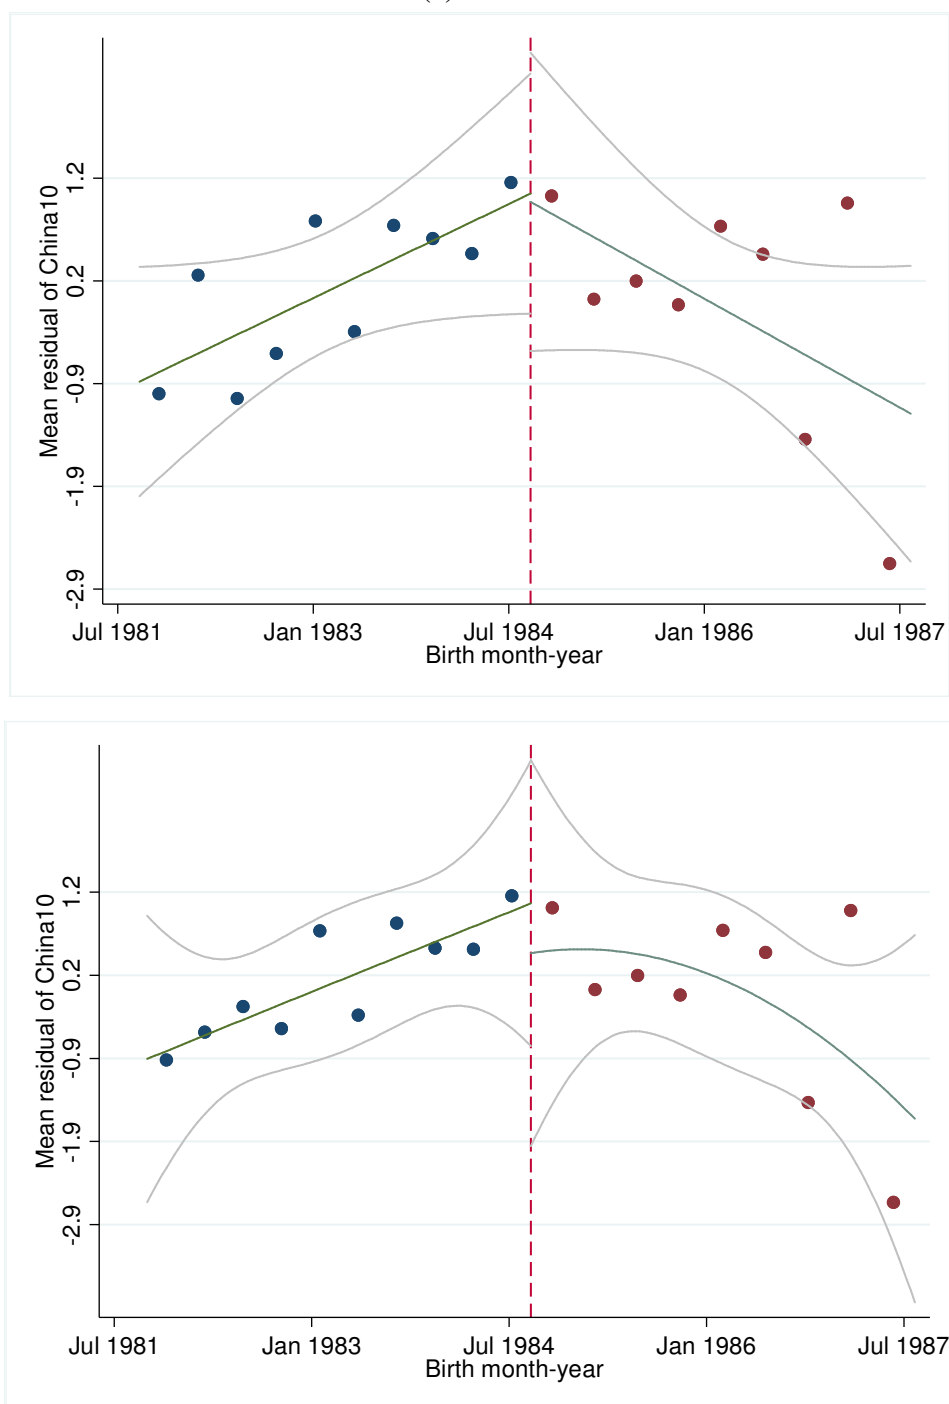 Mean residual of China10
1.2
0.2
-0.9
-1.9
-2.9
Jul 1981
Jan 1983
Jul 1984
Jan 1986
Jul 1987
Birth month-year
Mean residual of China10
1.2
0.2
-0.9
-1.9
-2.9
Jul 1981
Jan 1983
Jul 1984
Jan 1986
Jul 1987
Birth month-year